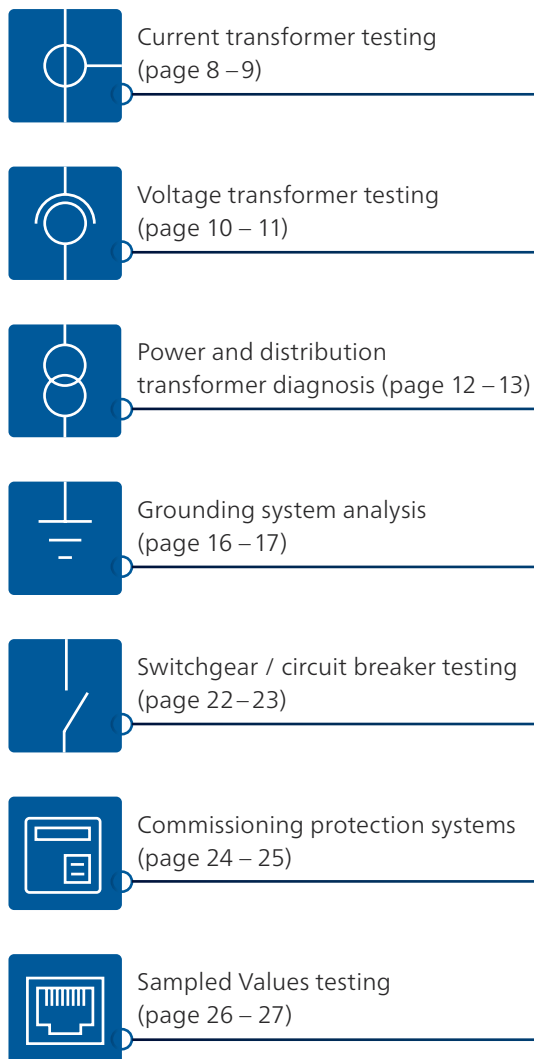 Current transformer testing
(page 8 – 9)
Voltage transformer testing
(page 10 – 11)
Power and distribution
transformer diagnosis (page 12 – 13)
Grounding system analysis
(page 16 – 17)
Switchgear / circuit breaker testing
(page 22 – 23)
Commissioning protection systems
(page 24 – 25)
Sampled Values testing
(page 26 – 27)